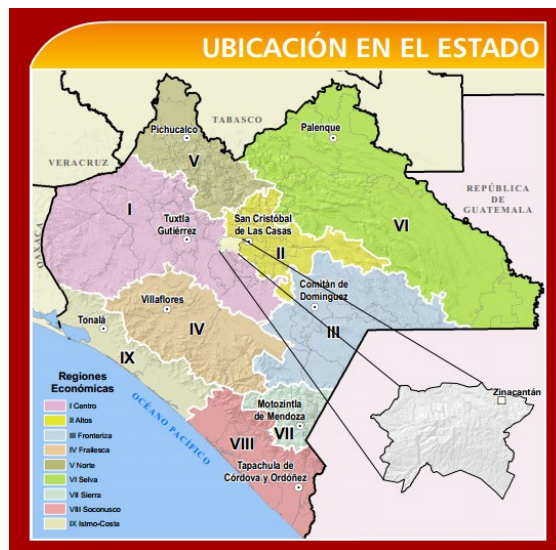 UBICACIÓN EN EL ESTADO
TABASCO
Pichucalco
Palenque
VERACRUZ
V
REPÚBLICA
DE
GUATEMALA
I
San Cristóbal
de Las Casas
Tuxtla
Gutiérrez
VI
OAXACA
II
Comitán de
Domínguez
Villaflores
Tonalá
IV
III
IX
Regiones
Económicas
Zinacantán
I Centro
II Altos
III Fronteriza
IV Frailesca
V Norte
VI Selva
VII Sierra
VIII Soconusco
IX Istmo-Costa
OCÉANO PACÍFICO
Motozintla
de Mendoza
VII
VIII
Tapachula de
Córdova y Ordóñez